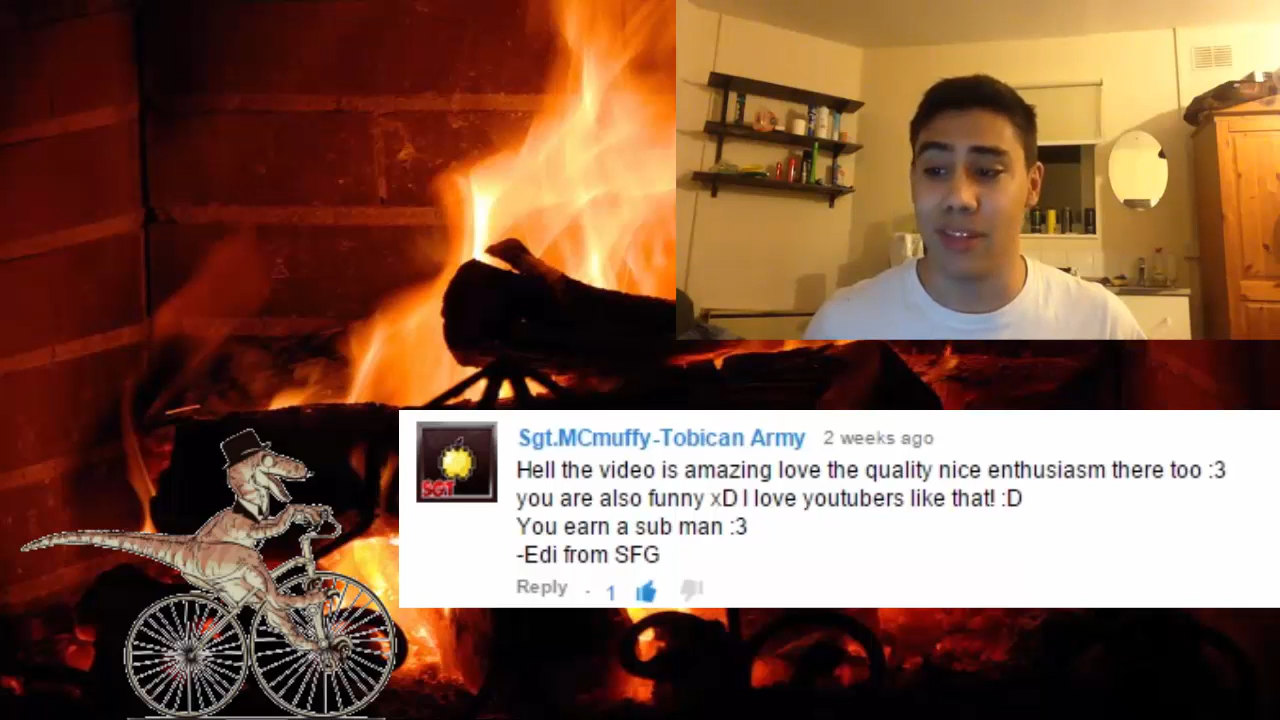 SGT
Sgt.MCmuffy-Tobican Army 2 weeks ago
Hell the video is amazing love the quality nice enthusiasm there too :3
you are also funny xD I love youtubers like that! :D
You earn a sub man :3
-Edi from SFG
Reply . 1